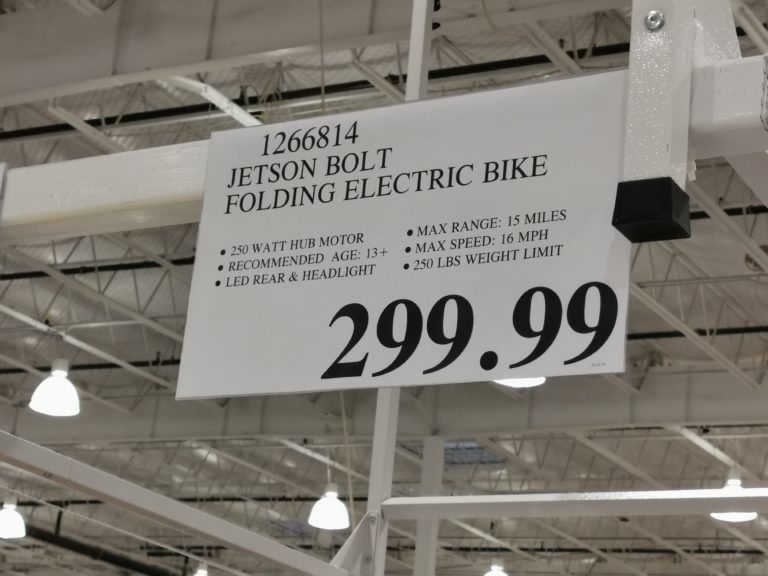 1266814
JETSON BOLT
FOLDING ELECTRIC BIKE
• 250 WATT HUB MOTOR
• RECOMMENDED AGE: 13+
• LED REAR & HEADLIGHT
• MAX RANGE: 15 MILES
• MAX SPEED: 16 MPH
• 250 LBS WEIGHT LIMIT
299.99